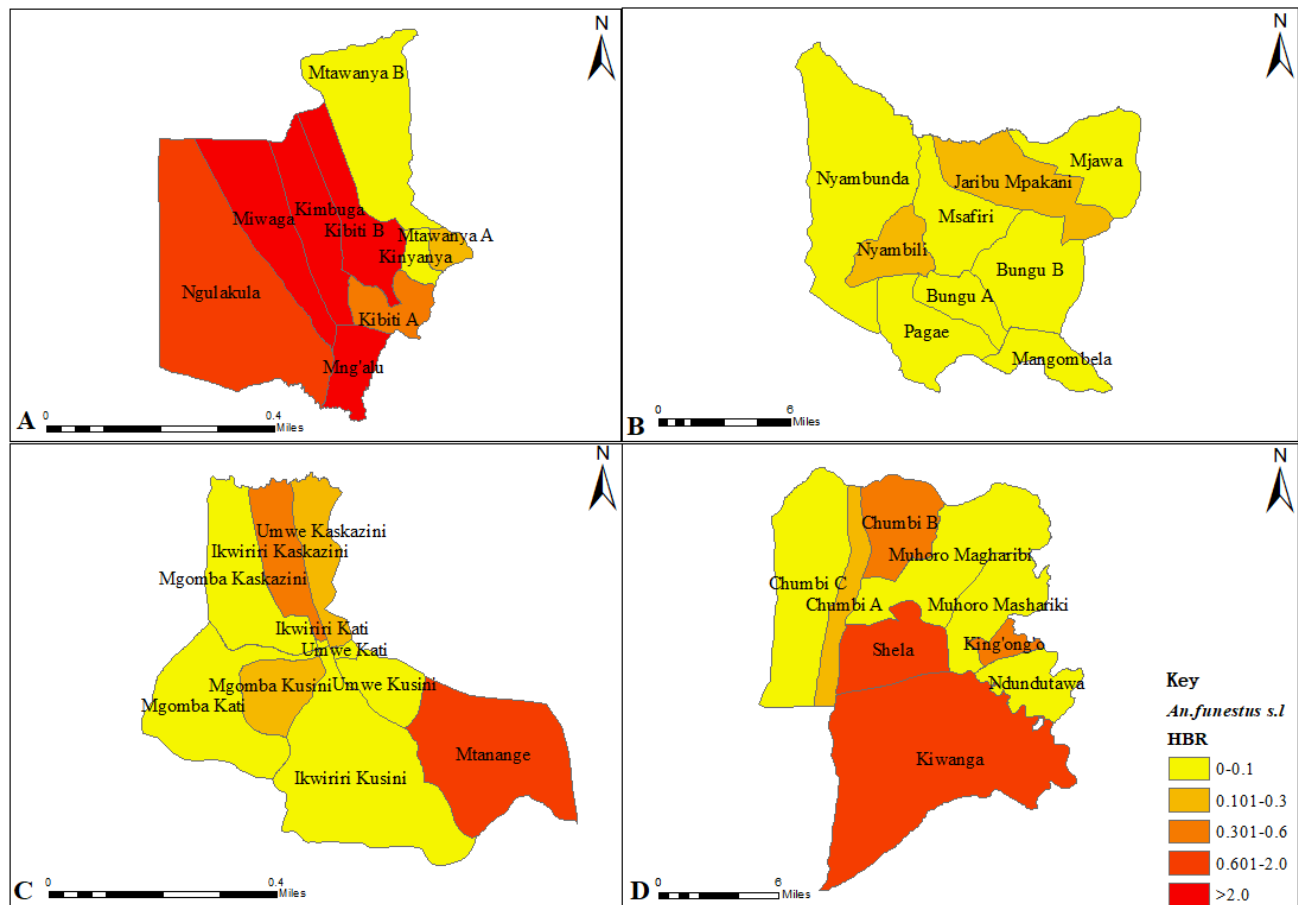 N
Mtawanya B
Miwaga
Kimbuga
Kibiti B
Mtawanya A
Kinyanya
Ngulakula
Kibiti A
Mng'alu
A
0
0.4
Miles
N
Nyambunda
Mjawa
Jaribu Mpakani
Msafiri
Nyambili
Bungu B
Bungu A
Pagae
Mangombela
B
0
6
Miles
N
Umwe Kaskazini
Ikwiriri Kaskazini
Mgomba Kaskazini
Ikwiriri Kati
Umwe Kati
Mgomba Kusini
Umwe Kusini
Mgomba Kati
Mtanange
Ikwiriri Kusini
C
0
0.4
Miles
N
Chumbi B
Muhoro Magharibi
Chumbi C
Chumbi A
Muhoro Mashariki
Shela
King'ong'o
Ndundutawa
Kiwanga
D
0
6
Miles
Key
An.funestus s.l
HBR
0-0.1
0.101-0.3
0.301-0.6
0.601-2.0
>2.0